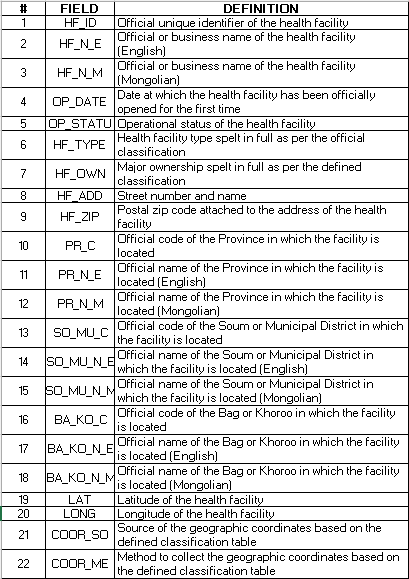 # FIELD DEFINITION
1 HF_ID Official unique identifier of the health facility
2 HF_N_E Official or business name of the health facility
(English)
3 HF_N_M Official or business name of the health facility
(Mongolian)
4 OP_DATE Date at which the health facility has been officially
opened for the first time
5 OP_STATU Operational status of the health facility
6 HF_TYPE Health facility type spelt in full as per the official
classification
7 HF_OWN Major ownership spelt in full as per the defined
classification
8 HF_ADD Street number and name
9 HF_ZIP Postal zip code attached to the address of the health
facility
10 PR_C Official code of the Province in which the facility is
located
11 PR_N_E Official name of the Province in which the facility is
located (English)
12 PR_N_M Official name of the Province in which the facility is
located (Mongolian)
13 SO_MU_C Official code of the Soum or Municipal District in which
the facility is located
14 SO_MU_N_E Official name of the Soum or Municipal District in
which the facility is located (English)
15 SO_MU_N_M Official name of the Soum or Municipal District in
which the facility is located (Mongolian)
16 BA_KO_C Official code of the Bag or Khoroo in which the facility
is located
17 BA_KO_N_E Official name of the Bag or Khoroo in which the facility
is located (English)
18 BA_KO_N_M Official name of the Bag or Khoroo in which the facility
is located (Mongolian)
19 LAT Latitude of the health facility
20 LONG Longitude of the health facility
21 COOR_SO Source of the geographic coordinates based on the
defined classification table
22 COOR_ME Method to collect the geographic coordinates based on
the defined classification table